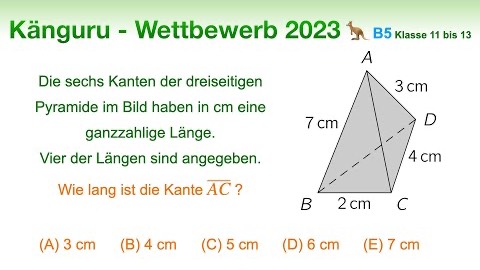 Känguru - Wettbewerb 2023 🦘 B5 Klasse 11 bis 13
Die sechs Kanten der dreiseitigen
Pyramide im Bild haben in cm eine
ganzzahlige Länge.
Vier der Längen sind angegeben.
Wie lang ist die Kante A̅C̅ ?
A
3 cm
7 cm
D
4 cm
B 2 cm C
(A) 3 cm (B) 4 cm (C) 5 cm (D) 6 cm (E) 7 cm